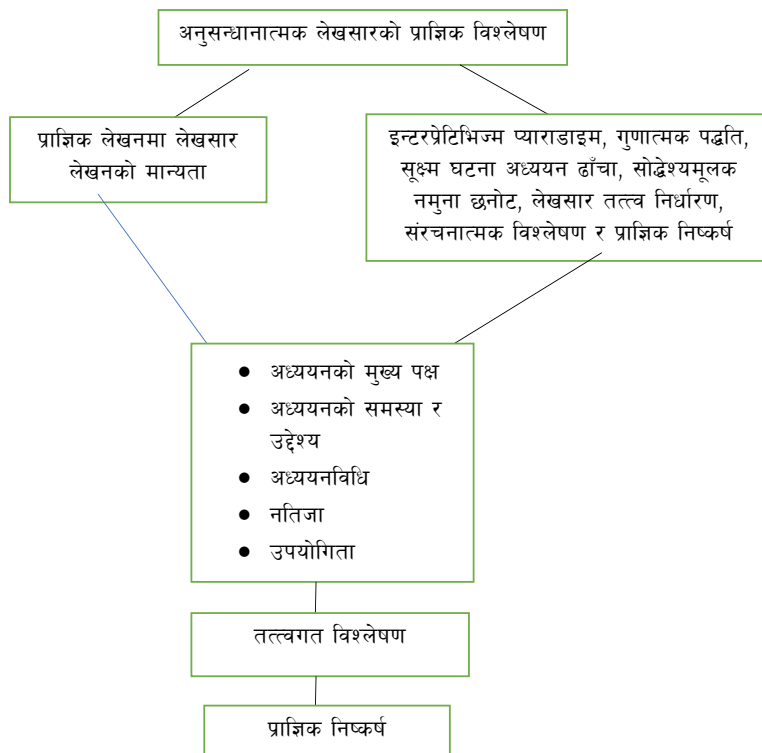 अनुसन्धानात्मक लेखसारको प्राज्ञिक विश्लेषण
प्राज्ञिक लेखनमा लेखसार
लेखनको मान्यता
इन्टरप्रेटिभिज्म प्याराडाइम, गुणात्मक पद्धति,
सूक्ष्म घटना अध्ययन ढाँचा, सोद्धेश्यमूलक
नमुना छनोट, लेखसार तत्त्व निर्धारण,
संरचनात्मक विश्लेषण र प्राज्ञिक निष्कर्ष
● अध्ययनको मुख्य पक्ष
● अध्ययनको समस्या र
उद्देश्य
● अध्ययनविधि
● नतिजा
● उपयोगिता
तत्त्वगत विश्लेषण
प्राज्ञिक निष्कर्ष